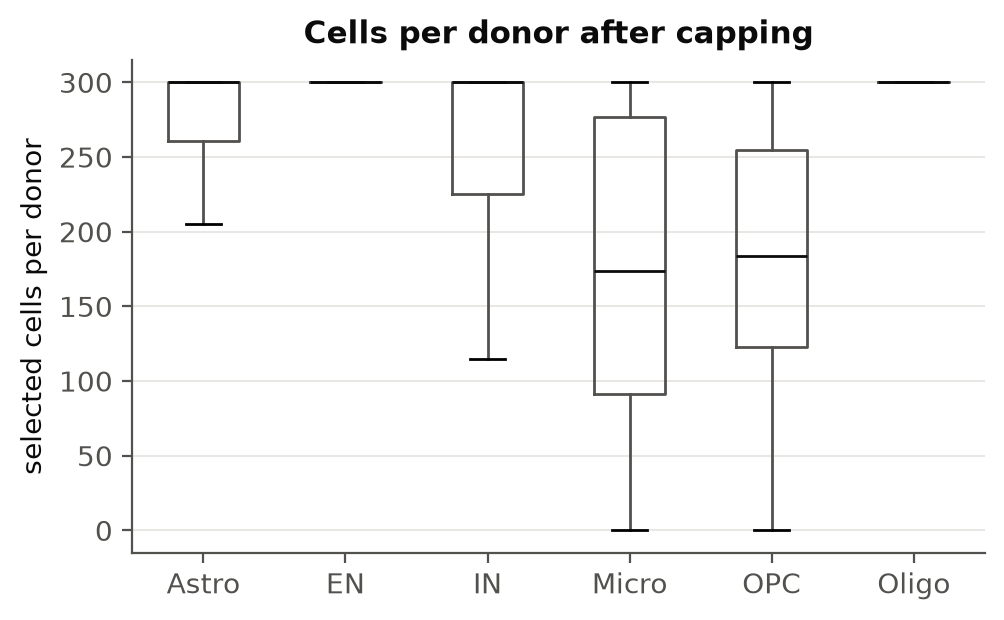 Cells per donor after capping
selected cells per donor
300
250
200
150
100
50
0
Astro EN IN Micro OPC Oligo